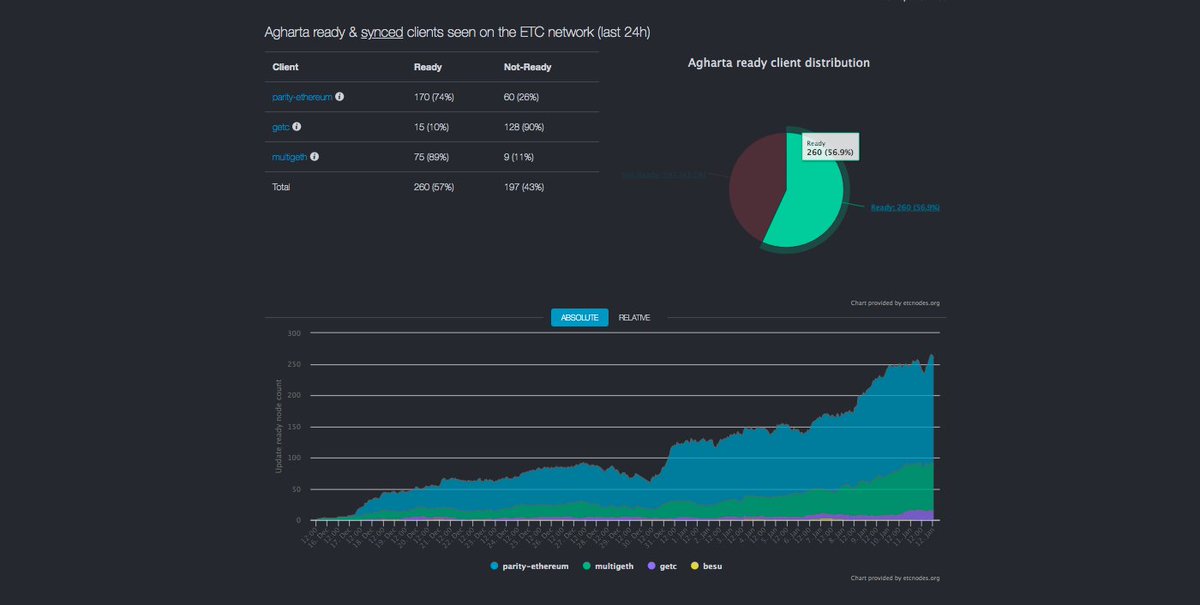 Agharta ready & synced clients seen on the ETC network (last 24h)
Client Ready Not-Ready
parity-ethereum 170 (74%) 60 (26%)
getc 15 (10%) 128 (90%)
multigeth 75 (89%) 9 (11%)
Total 260 (57%) 197 (43%)
Agharta ready client distribution
Ready
260 (56.9%)
Ready: 260 (56.9%)
Chart provided by etcnodes.org
ABSOLUTE RELATIVE
Update ready node count
300
250
200
150
100
50
0
parity-ethereum multigeth getc besu
Chart provided by etcnodes.org